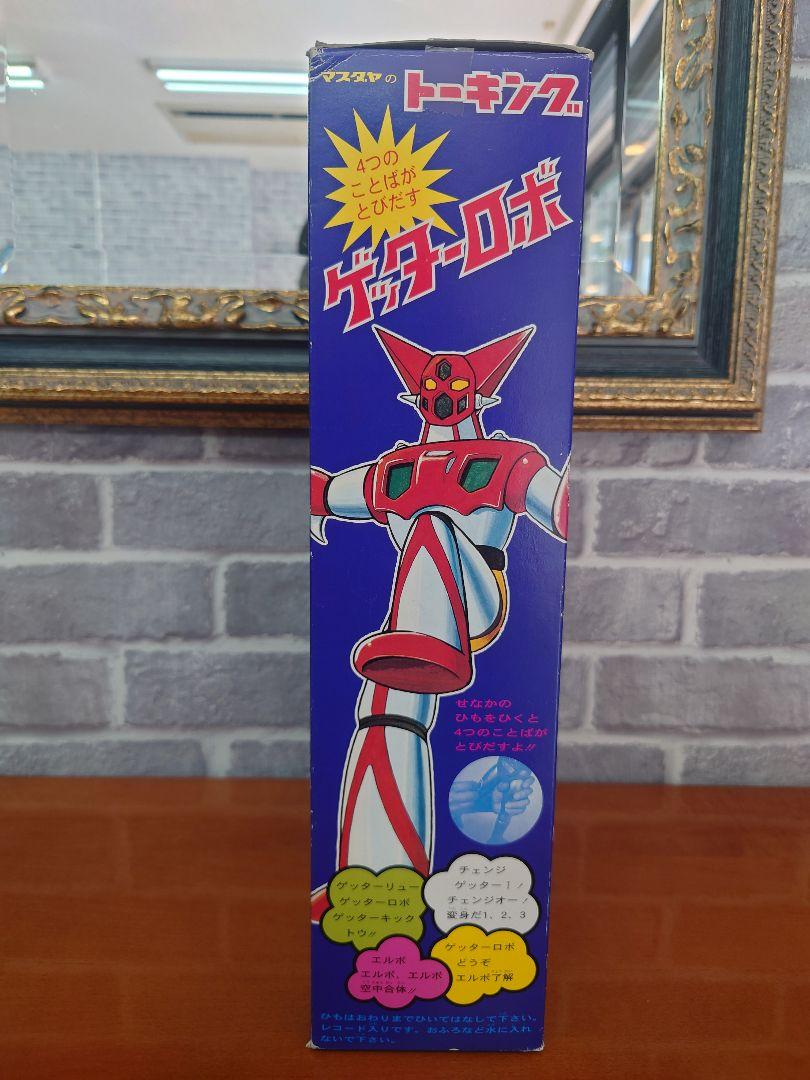 マスダヤの
トーキング
4つの
ことばが
とびだす
ゲッターロボ
せなかの
ひもをひくと
4つのことばが
とびだすよ!!
ゲッターリュー
ゲッターロボ
ゲッターキック
トウ!!
チェンジ
ゲッター1!
チェンジオー!
変身だ1、2、3
エルボ
エルボ、エルボ
空中合体!!
ゲッターロボ
どうぞ
エルボ了解
ひもはおわりまでひいてはなして下さい。
レコード入りです。おふろなど水に入れ
ないで下さい。